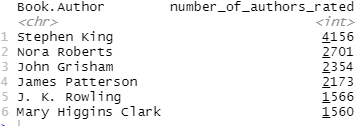 Book.Author number_of_authors_rated
<chr> <int>
1 Stephen King 4156
2 Nora Roberts 2701
3 John Grisham 2354
4 James Patterson 2173
5 J. K. Rowling 1566
6 Mary Higgins Clark 1560